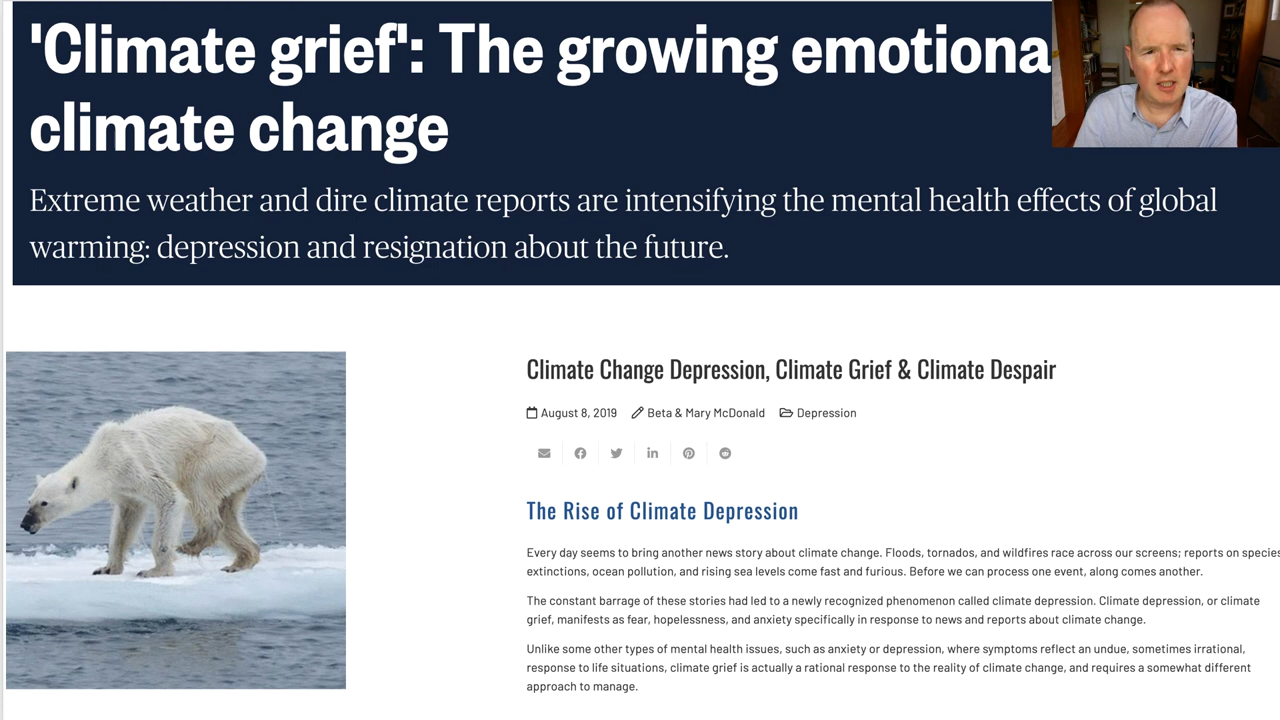 'Climate grief': The growing emotiona
climate change
Extreme weather and dire climate reports are intensifying the mental health effects of global
warming: depression and resignation about the future.
Climate Change Depression, Climate Grief & Climate Despair
August 8, 2019 Beta & Mary McDonald Depression
The Rise of Climate Depression
Every day seems to bring another news story about climate change. Floods, tornados, and wildfires race across our screens; reports on species
extinctions, ocean pollution, and rising sea levels come fast and furious. Before we can process one event, along comes another.
The constant barrage of these stories had led to a newly recognized phenomenon called climate depression. Climate depression, or climate
grief, manifests as fear, hopelessness, and anxiety specifically in response to news and reports about climate change.
Unlike some other types of mental health issues, such as anxiety or depression, where symptoms reflect an undue, sometimes irrational,
response to life situations, climate grief is actually a rational response to the reality of climate change, and requires a somewhat different
approach to manage.